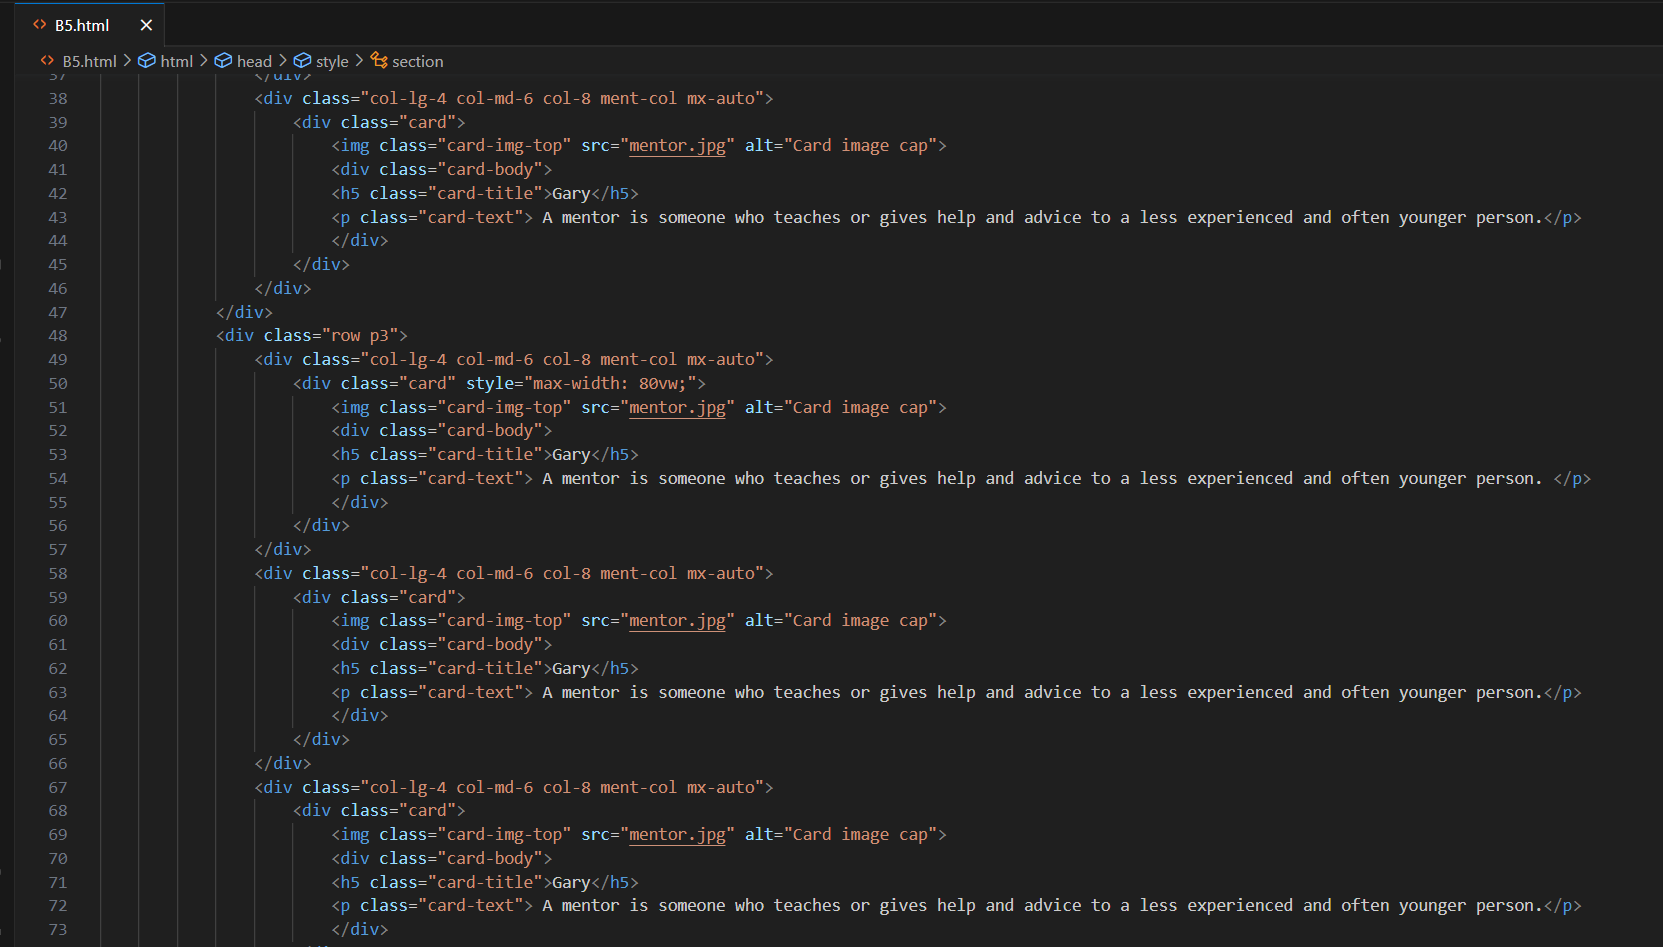 B5.html
B5.html > html > head > style > section
37 </div>
38 <div class="col-lg-4 col-md-6 col-8 ment-col mx-auto">
39 <div class="card">
40 <img class="card-img-top" src="mentor.jpg" alt="Card image cap">
41 <div class="card-body">
42 <h5 class="card-title">Gary</h5>
43 <p class="card-text"> A mentor is someone who teaches or gives help and advice to a less experienced and often younger person.</p>
44 </div>
45 </div>
46 </div>
47 </div>
48 <div class="row p3">
49 <div class="col-lg-4 col-md-6 col-8 ment-col mx-auto">
50 <div class="card" style="max-width: 80vw;">
51 <img class="card-img-top" src="mentor.jpg" alt="Card image cap">
52 <div class="card-body">
53 <h5 class="card-title">Gary</h5>
54 <p class="card-text"> A mentor is someone who teaches or gives help and advice to a less experienced and often younger person. </p>
55 </div>
56 </div>
57 </div>
58 <div class="col-lg-4 col-md-6 col-8 ment-col mx-auto">
59 <div class="card">
60 <img class="card-img-top" src="mentor.jpg" alt="Card image cap">
61 <div class="card-body">
62 <h5 class="card-title">Gary</h5>
63 <p class="card-text"> A mentor is someone who teaches or gives help and advice to a less experienced and often younger person.</p>
64 </div>
65 </div>
66 </div>
67 <div class="col-lg-4 col-md-6 col-8 ment-col mx-auto">
68 <div class="card">
69 <img class="card-img-top" src="mentor.jpg" alt="Card image cap">
70 <div class="card-body">
71 <h5 class="card-title">Gary</h5>
72 <p class="card-text"> A mentor is someone who teaches or gives help and advice to a less experienced and often younger person.</p>
73 </div>